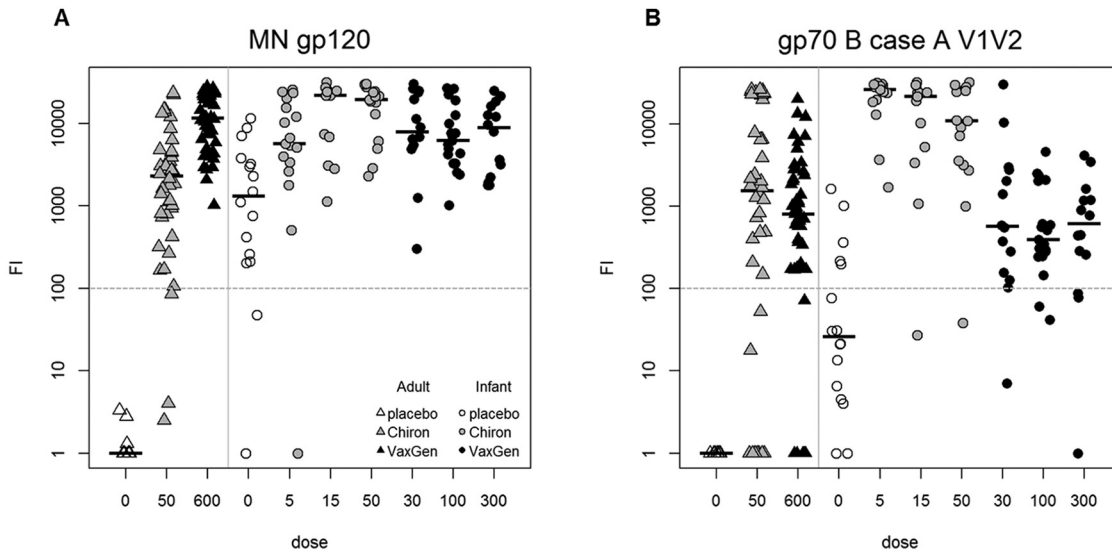 A
MN gp120
FI
10000
1000
100
10
1
Adult Infant
placebo placebo
Chiron Chiron
VaxGen VaxGen
0 50 600 0 5 15 50 30 100 300
dose
B
gp70 B case A V1V2
FI
10000
1000
100
10
1
0 50 600 0 5 15 50 30 100 300
dose